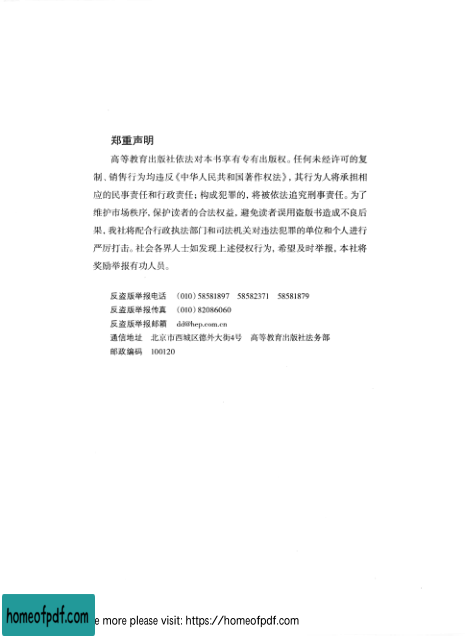 郑重声明
高等教育出版社依法对本书享有专有出版权。任何未经许可的复
制、销售行为均违反《中华人民共和国著作权法》，其行为人将承担相
应的民事责任和行政责任；构成犯罪的，将被依法追究刑事责任。为了
维护市场秩序，保护读者的合法权益，避免读者误用盗版书造成不良后
果，我社将配合行政执法部门和司法机关对违法犯罪的单位和个人进行
严厉打击。社会各界人士如发现上述侵权行为，希望及时举报，本社将
奖励举报有功人员。
反盗版举报电话 （010）58581897 58582371 58581879
反盗版举报传真 （010）82086060
反盗版举报邮箱 dd@hep.com.cn
通信地址 北京市西城区德外大街4号 高等教育出版社法务部
邮政编码 100120
homeofpdf.com
e more please visit: https://homeofpdf.com